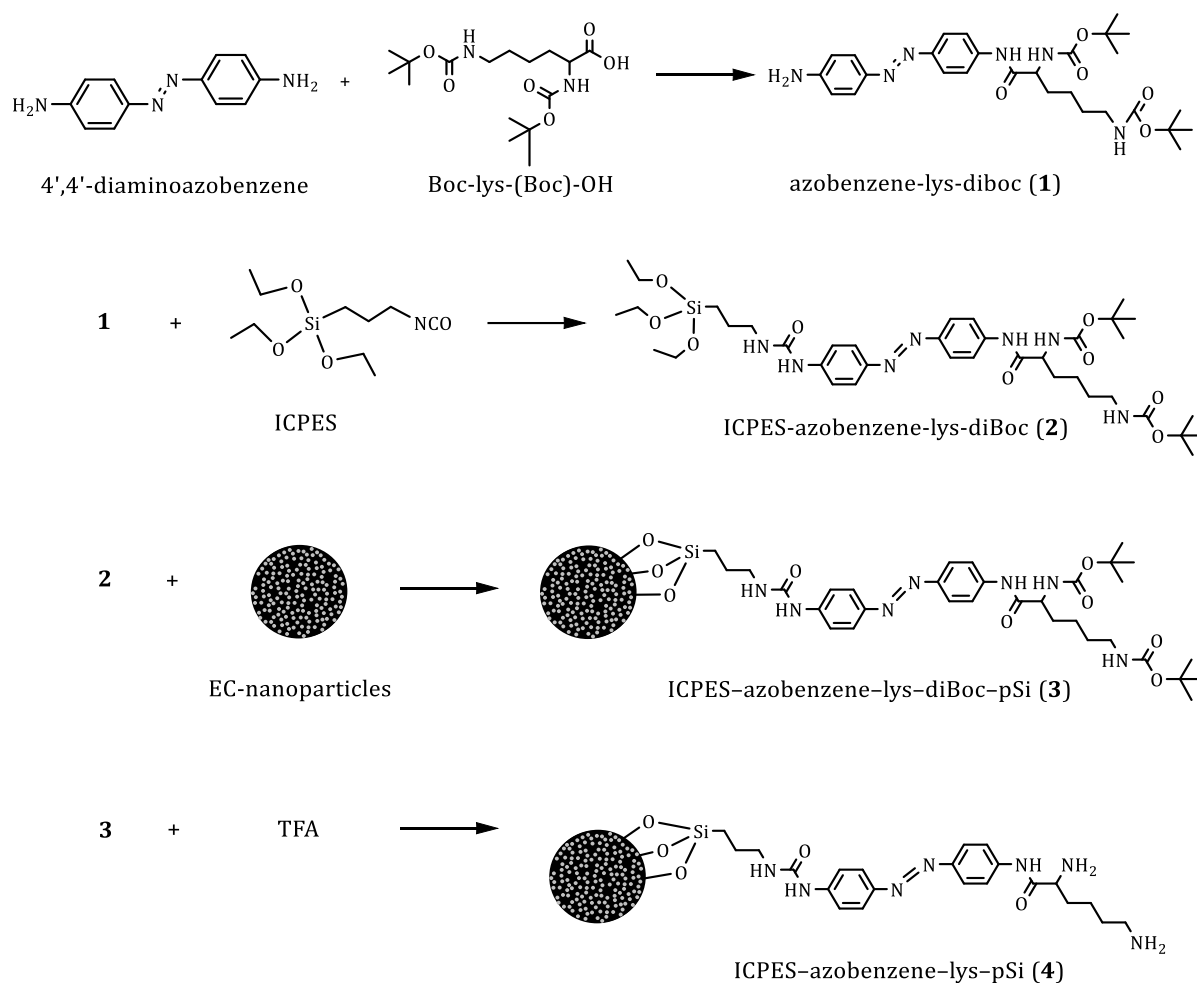 H₂N N N NH₂ + O H N O O OH NH O O
H₂N N N NH HN O O O N H O O
4',4'-diaminoazobenzene Boc-lys-(Boc)-OH azobenzene-lys-diboc (1)
1 + O O Si O NCO
O O Si O HN O HN N N NH HN O O O HN O O
ICPES ICPES-azobenzene-lys-diBoc (2)
2 + O O O Si HN O HN N N NH HN O O O HN O O
EC-nanoparticles ICPES–azobenzene–lys–diBoc–pSi (3)
3 + TFA O O O Si HN O HN N N NH NH₂ O NH₂
ICPES–azobenzene–lys–pSi (4)